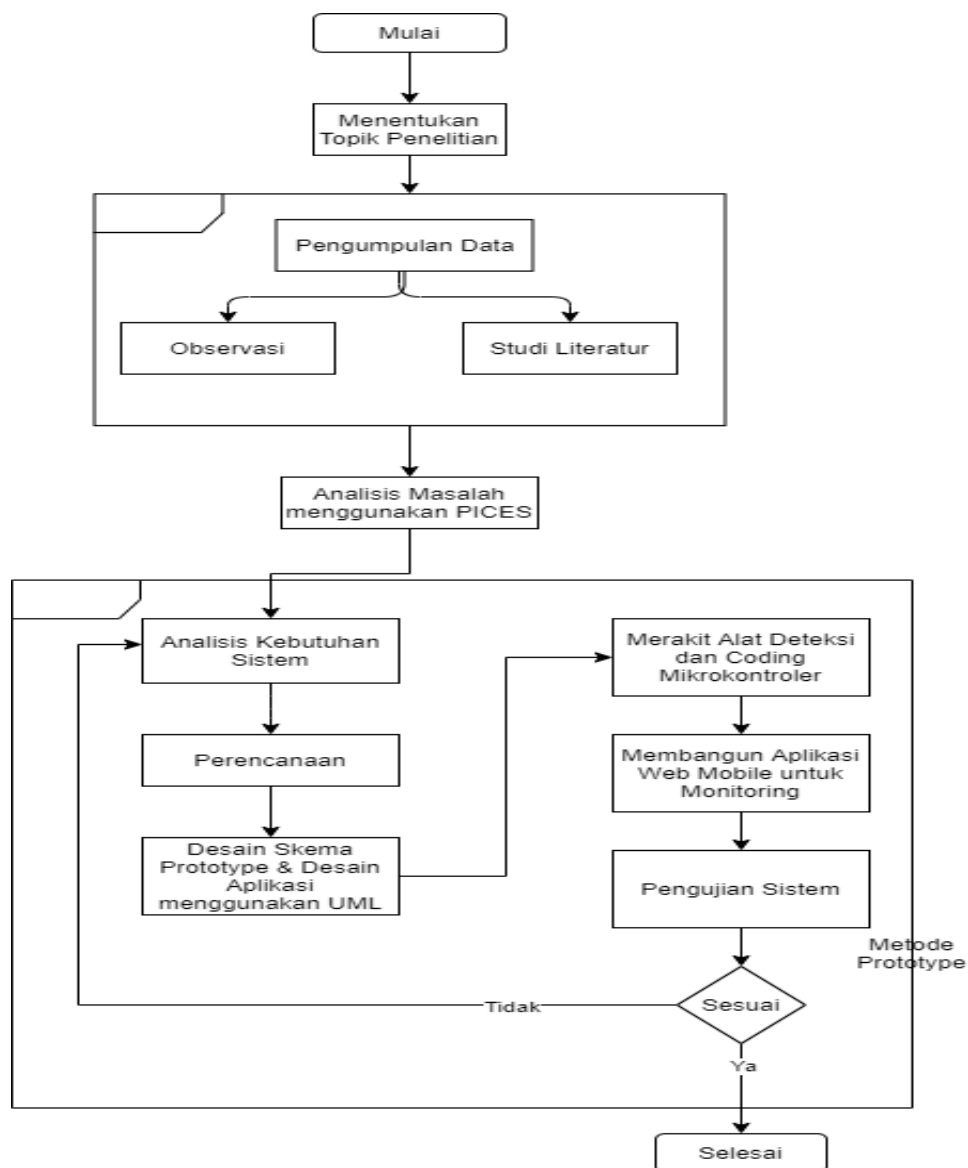 Mulai
Menentukan
Topik Penelitian
Pengumpulan Data
Observasi
Studi Literatur
Analisis Masalah
menggunakan PICES
Analisis Kebutuhan
Sistem
Perencanaan
Desain Skema
Prototype & Desain
Aplikasi
menggunakan UML
Merakit Alat Deteksi
dan Coding
Mikrokontroler
Membangun Aplikasi
Web Mobile untuk
Monitoring
Pengujian Sistem
Metode
Prototype
Sesuai
Tidak
Ya
Selesai